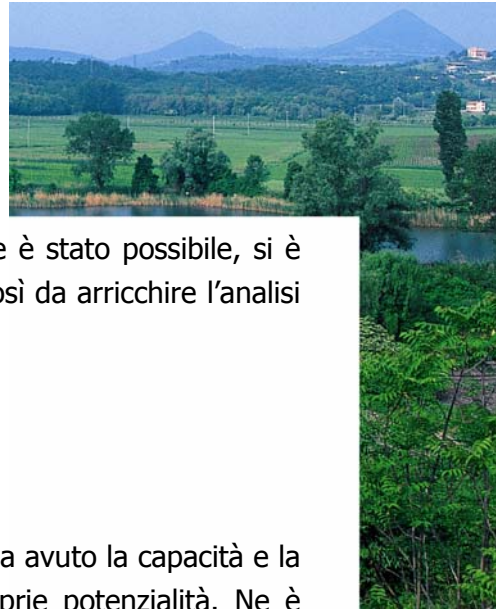 e è stato possibile, si è
osì da arricchire l’analisi
a avuto la capacità e la
prie potenzialità. Ne è